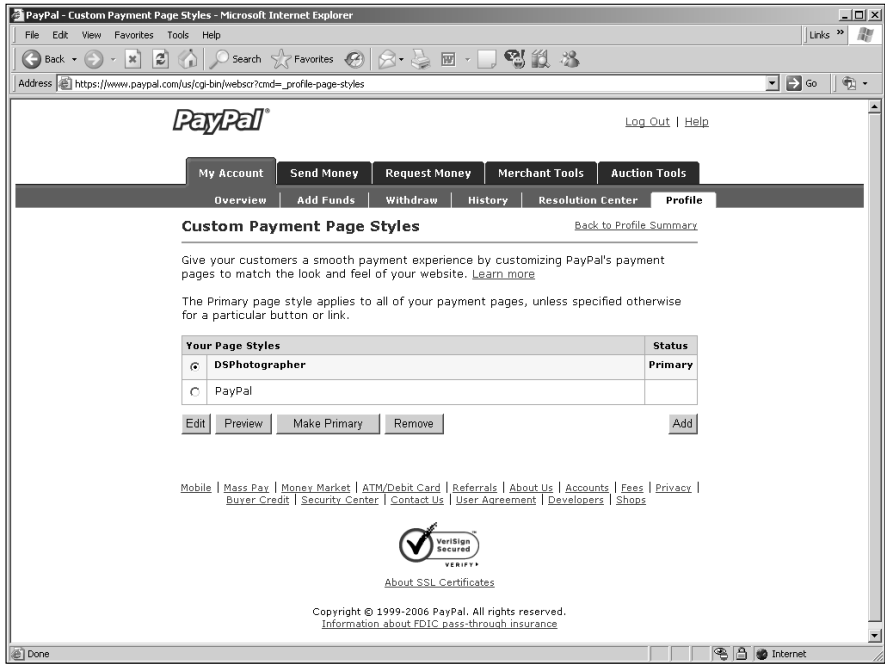 PayPal - Custom Payment Page Styles - Microsoft Internet Explorer
File Edit View Favorites Tools Help Links »
Back Search Favorites
Address https://www.paypal.com/us/cgi-bin/webscr?cmd=_profile-page-styles Go
PayPal®
Log Out | Help
My Account Send Money Request Money Merchant Tools Auction Tools
Overview Add Funds Withdraw History Resolution Center Profile
Custom Payment Page Styles Back to Profile Summary
Give your customers a smooth payment experience by customizing PayPal's payment
pages to match the look and feel of your website. Learn more
The Primary page style applies to all of your payment pages, unless specified otherwise
for a particular button or link.
Your Page Styles Status
DSPhotographer Primary
PayPal
Edit Preview Make Primary Remove Add
Mobile | Mass Pay | Money Market | ATM/Debit Card | Referrals | About Us | Accounts | Fees | Privacy |
Buyer Credit | Security Center | Contact Us | User Agreement | Developers | Shops
VeriSign
Secured
VERIFY
About SSL Certificates
Copyright © 1999-2006 PayPal. All rights reserved.
Information about FDIC pass-through insurance
Done Internet